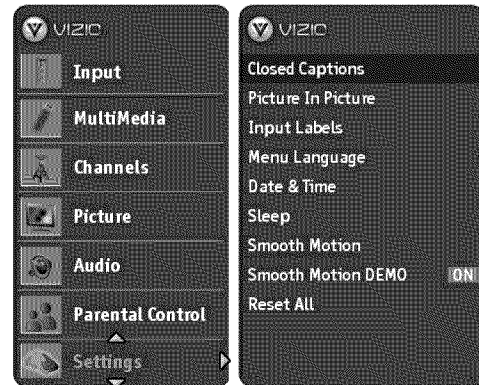 VIZIO
Input
MultiMedia
Channels
Picture
Audio
Parental Control
Settings
VIZIO
Closed Captions
Picture In Picture
Input Labels
Menu Language
Date & Time
Sleep
Smooth Motion
Smooth Motion DEMO ON
Reset All